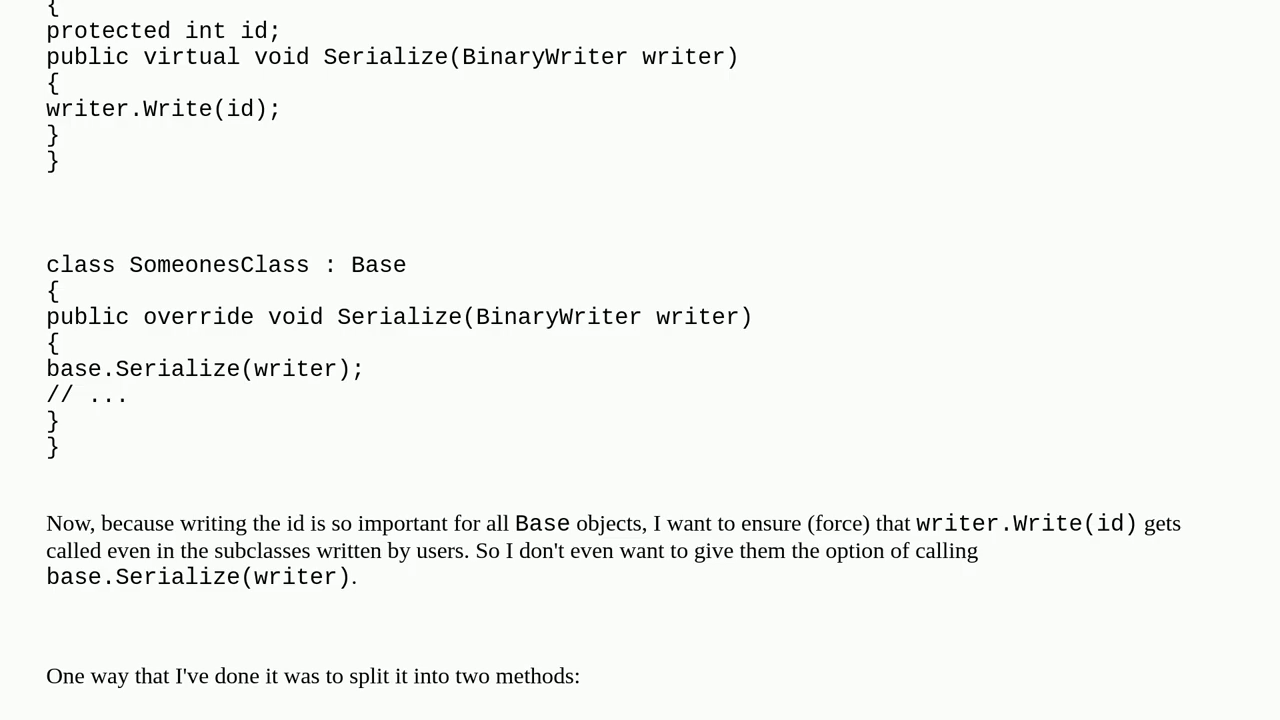 {
protected int id;
public virtual void Serialize(BinaryWriter writer)
{
writer.Write(id);
}
}
class SomeonesClass : Base
{
public override void Serialize(BinaryWriter writer)
{
base.Serialize(writer);
// ...
}
}
Now, because writing the id is so important for all Base objects, I want to ensure (force) that writer.Write(id) gets
called even in the subclasses written by users. So I don't even want to give them the option of calling
base.Serialize(writer).
One way that I've done it was to split it into two methods: